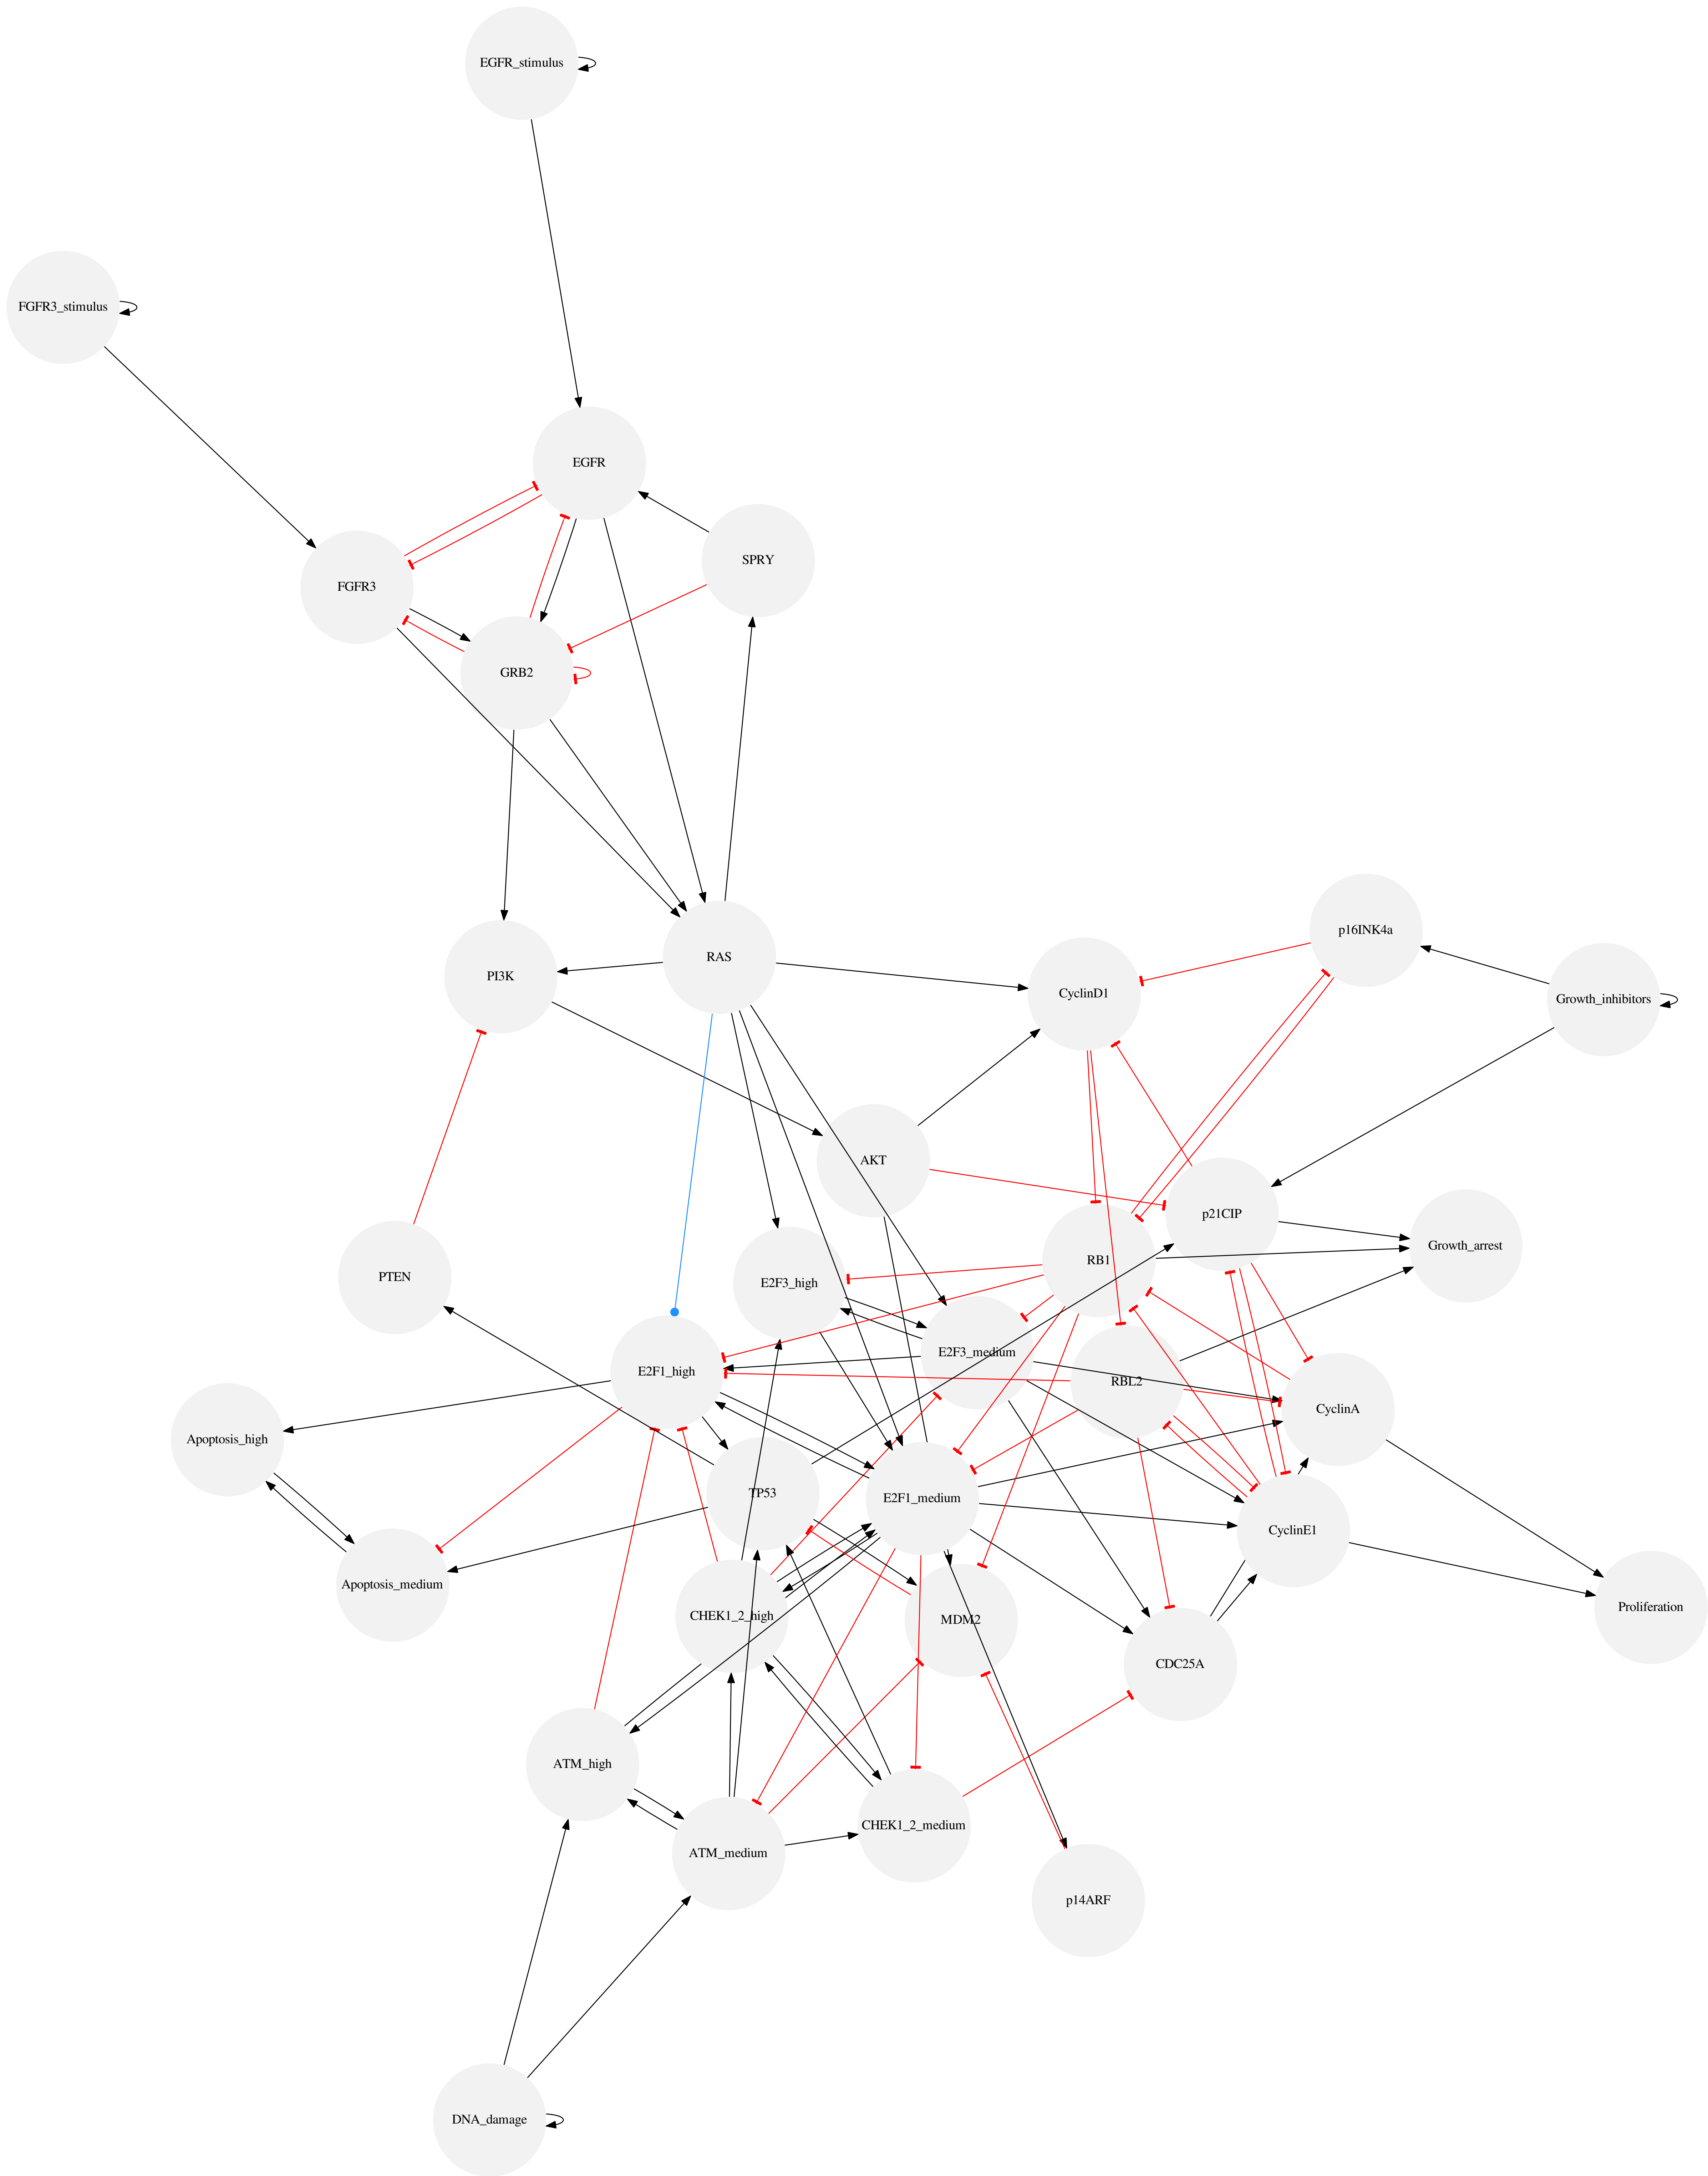 EGFR_stimulus
FGFR3_stimulus
EGFR
SPRY
FGFR3
GRB2
p16INK4a
RAS
PI3K
CyclinD1
Growth_inhibitors
AKT
p21CIP
Growth_arrest
RB1
PTEN
E2F3_high
E2F3_medium
E2F1_high
RBL2
CyclinA
Apoptosis_high
TP53
E2F1_medium
CyclinE1
Apoptosis_medium
Proliferation
CHEK1_2_high
MDM2
CDC25A
ATM_high
CHEK1_2_medium
ATM_medium
p14ARF
DNA_damage